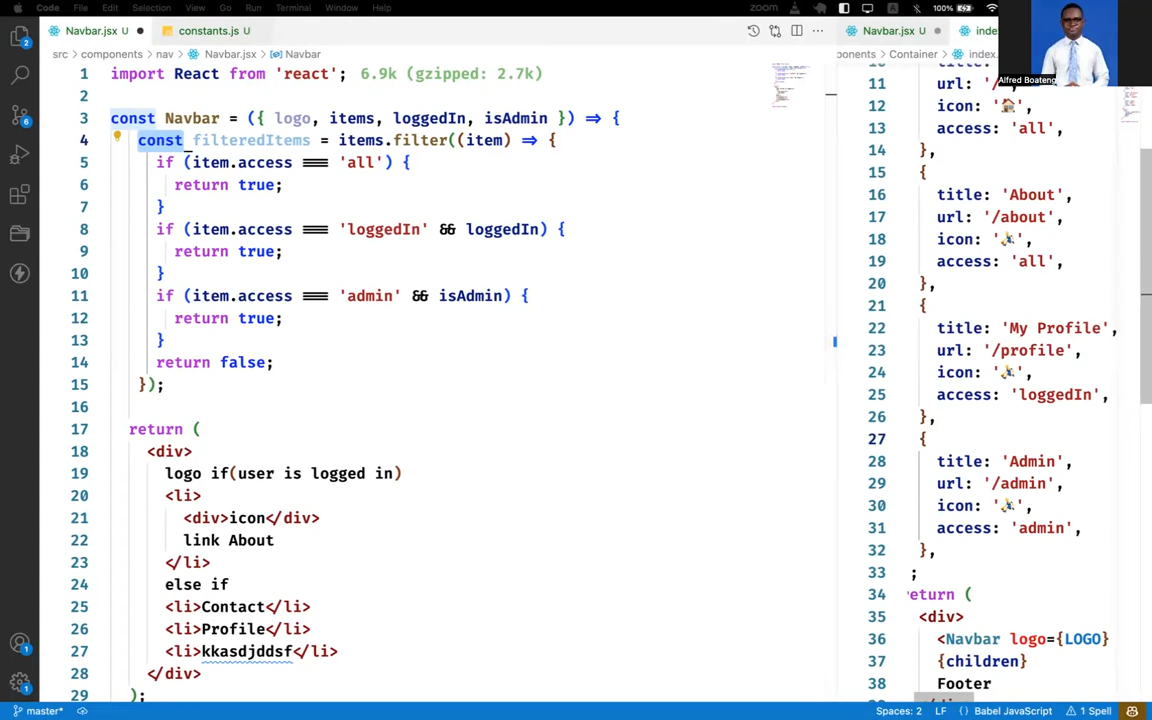 Code File Edit Selection View Go Run Terminal Window Help zoom 100%
Navbar.jsx constants.js U
src > components > nav > Navbar.jsx > Navbar
1 import React from 'react'; 6.9k (gzipped: 2.7k)
2
3 const Navbar = ({ logo, items, loggedIn, isAdmin }) => {
4 const filteredItems = items.filter((item) => {
5 if (item.access === 'all') {
6 return true;
7 }
8 if (item.access === 'loggedIn' && loggedIn) {
9 return true;
10 }
11 if (item.access === 'admin' && isAdmin) {
12 return true;
13 }
14 return false;
15 });
16
17 return (
18 <div>
19 logo if(user is logged in)
20 <li>
21 <div>icon</div>
22 link About
23 </li>
24 else if
25 <li>Contact</li>
26 <li>Profile</li>
27 <li>kkasdjddsf</li>
28 </div>
29 );
Navbar.jsx U
ponents > Container >
Alfred Boateng
11
12 icon: '🏠',
13 access: 'all',
14 },
15 {
16 title: 'About',
17 url: '/about',
18 icon: '
19 access: 'all',
20 },
21 {
22 title: 'My Profile',
23 url: '/profile',
24 icon: '
25 access: 'loggedIn',
26 },
27 {
28 title: 'Admin',
29 url: '/admin',
30 icon: '
31 access: 'admin',
32 },
33 ;
34 eturn (
35 <div>
36 <Navbar logo={LOGO}
37 {children}
38 Footer
2
6
1
1
master* Spaces: 2 LF {} Babel JavaScript 1 Spell